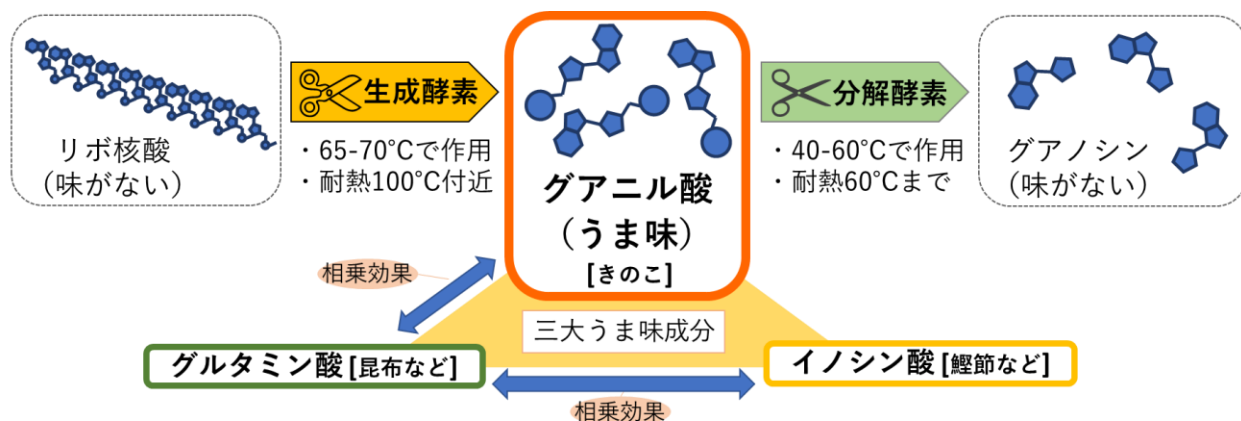 リボ核酸
（味がない）
生成酵素
・65-70°Cで作用
・耐熱100°C付近
グアニル酸
（うま味）
[きのこ]
分解酵素
・40-60°Cで作用
・耐熱60°Cまで
グアノシン
（味がない）
相乗効果
三大うま味成分
グルタミン酸 [昆布など]
イノシン酸 [鰹節など]
相乗効果